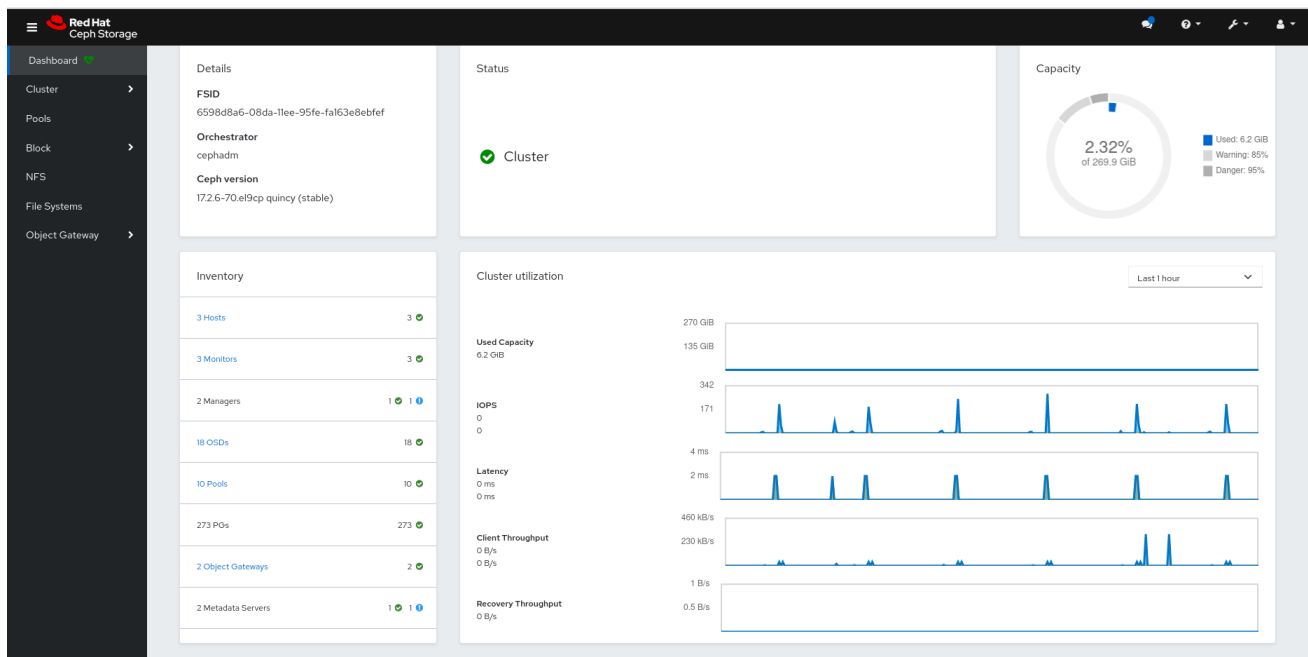 Red Hat
Ceph Storage
Dashboard
Cluster
Pools
Block
NFS
File Systems
Object Gateway
Details
FSID
6598d8a6-08da-11ee-95fe-fa163e8ebfef
Orchestrator
cephadm
Ceph version
17.2.6-70.el9cp quincy (stable)
Status
Cluster
Capacity
2.32%
of 269.9 GiB
Used: 6.2 GiB
Warning: 85%
Danger: 95%
Inventory
3 Hosts 3
3 Monitors 3
2 Managers 1 1
18 OSDs 18
10 Pools 10
273 PGs 273
2 Object Gateways 2
2 Metadata Servers 1 1
Cluster utilization
Last 1 hour
Used Capacity
6.2 GiB
270 GiB
135 GiB
IOPS
0
0
342
171
Latency
0 ms
0 ms
4 ms
2 ms
Client Throughput
0 B/s
0 B/s
460 kB/s
230 kB/s
Recovery Throughput
0 B/s
1 B/s
0.5 B/s